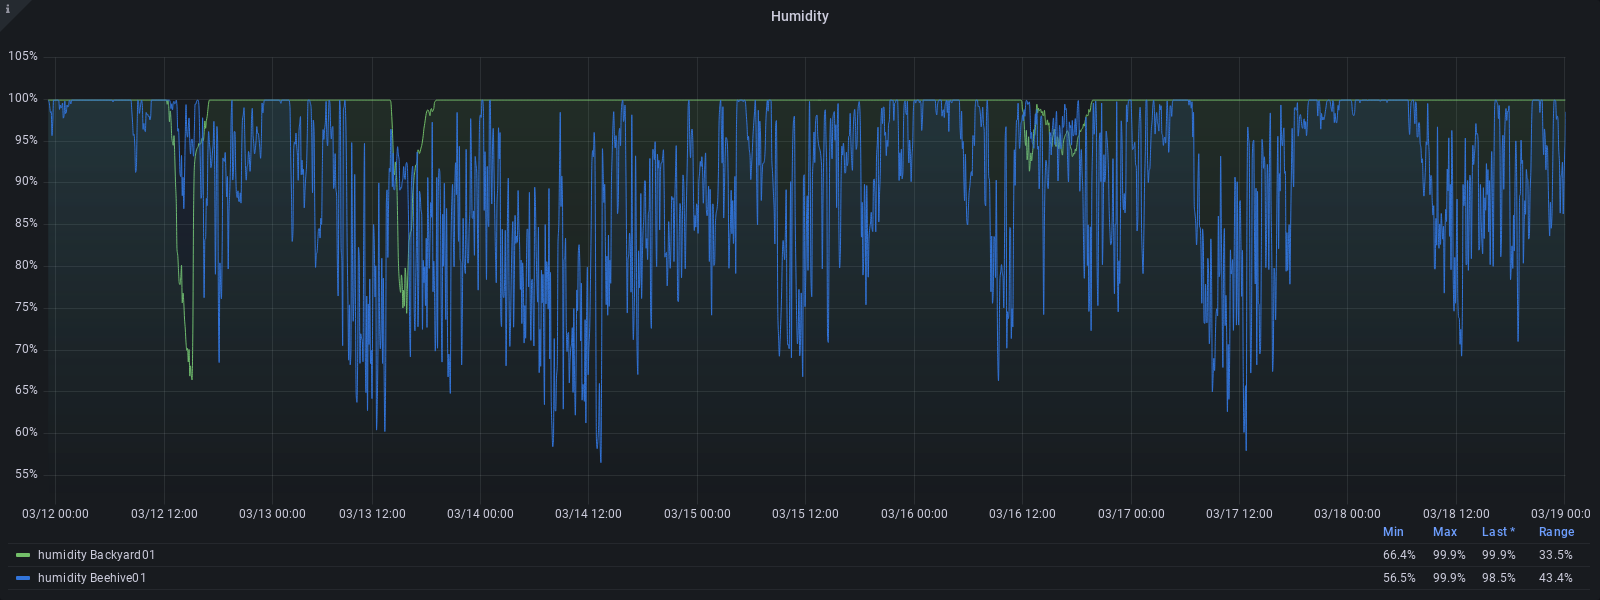 i
Humidity
105%
100%
95%
90%
85%
80%
75%
70%
65%
60%
55%
03/12 00:00 03/12 12:00 03/13 00:00 03/13 12:00 03/14 00:00 03/14 12:00 03/15 00:00 03/15 12:00 03/16 00:00 03/16 12:00 03/17 00:00 03/17 12:00 03/18 00:00 03/18 12:00 03/19 00:0
Min Max Last * Range
humidity Backyard01 66.4% 99.9% 99.9% 33.5%
humidity Beehive01 56.5% 99.9% 98.5% 43.4%